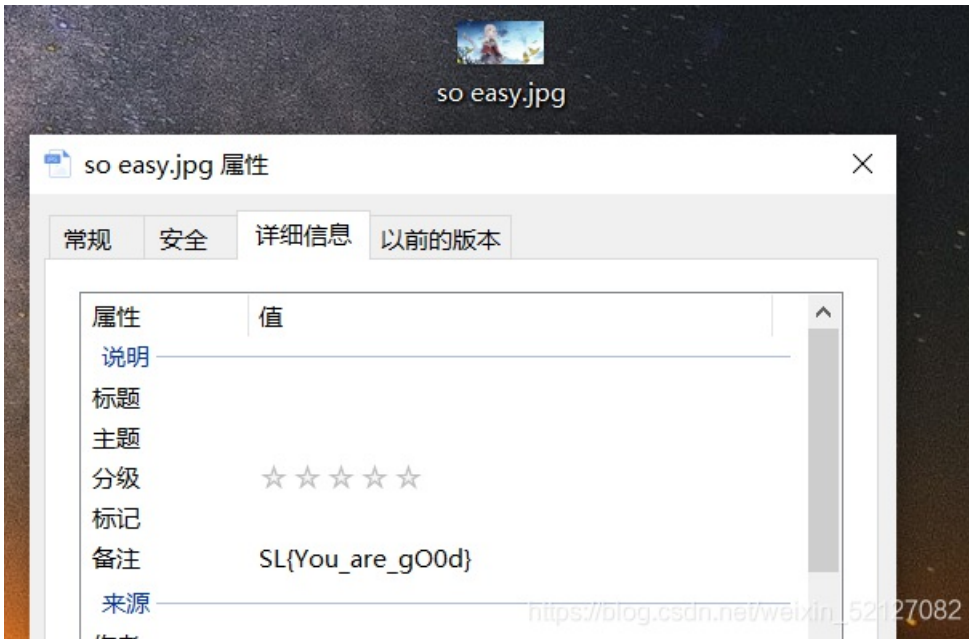 so easy.jpg
so easy.jpg 属性
常规 安全 详细信息 以前的版本
属性 值
说明
标题
主题
分级
标记
备注 SL{You_are_gO0d}
来源
https://blog.csdn.net/weixin_52127082